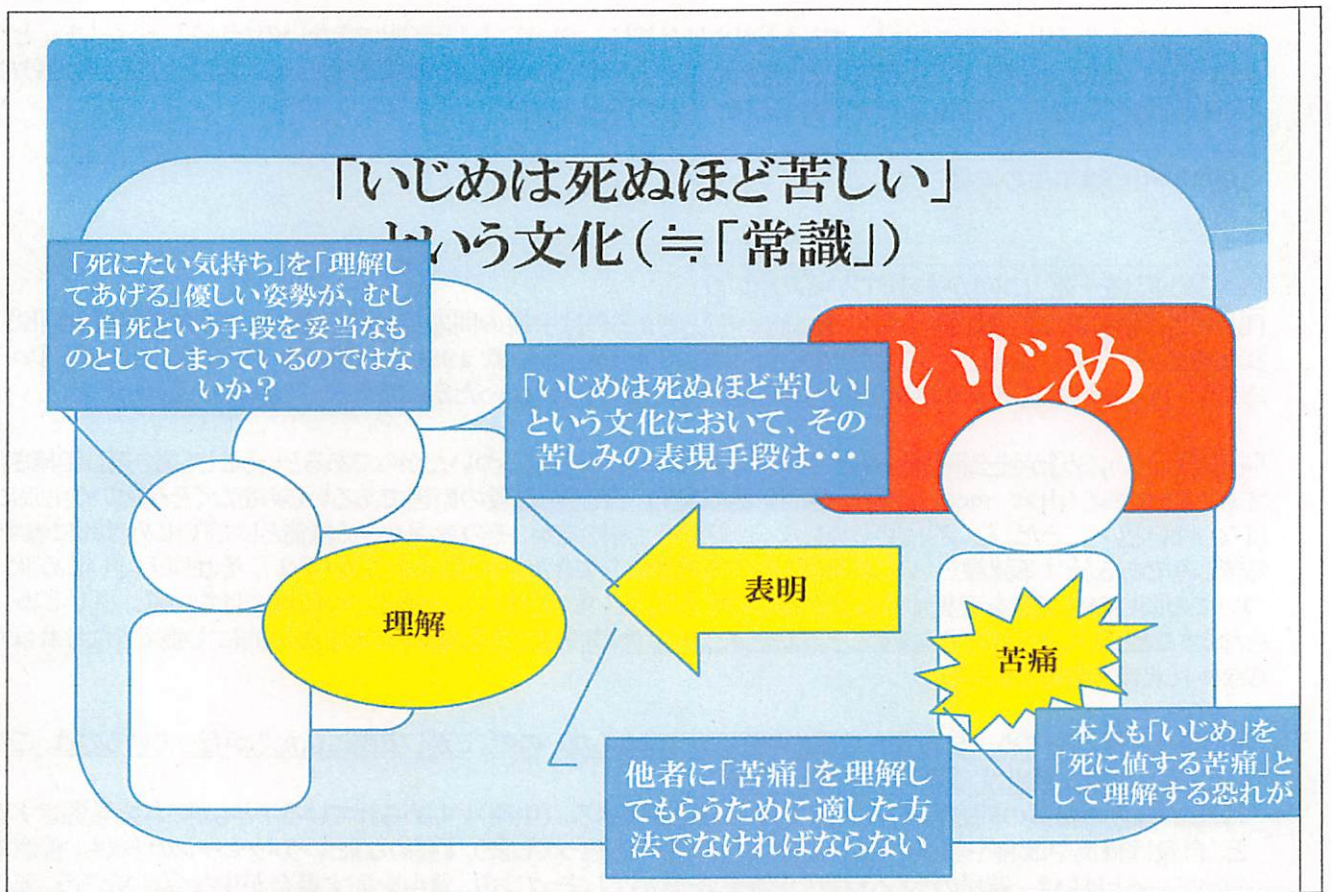 「いじめは死ぬほど苦しい」
という文化(≒「常識」)
「死にたい気持ち」を「理解し
てあげる」優しい姿勢が、むし
ろ自死という手段を妥当なも
のとしてしまっているのではな
いか?
いじめ
「いじめは死ぬほど苦しい」
という文化において、その
苦しみの表現手段は・・・
表明
理解
苦痛
他者に「苦痛」を理解し
てもらうために適した方
法でなければならない
本人も「いじめ」を
「死に値する苦痛」と
して理解する恐れが